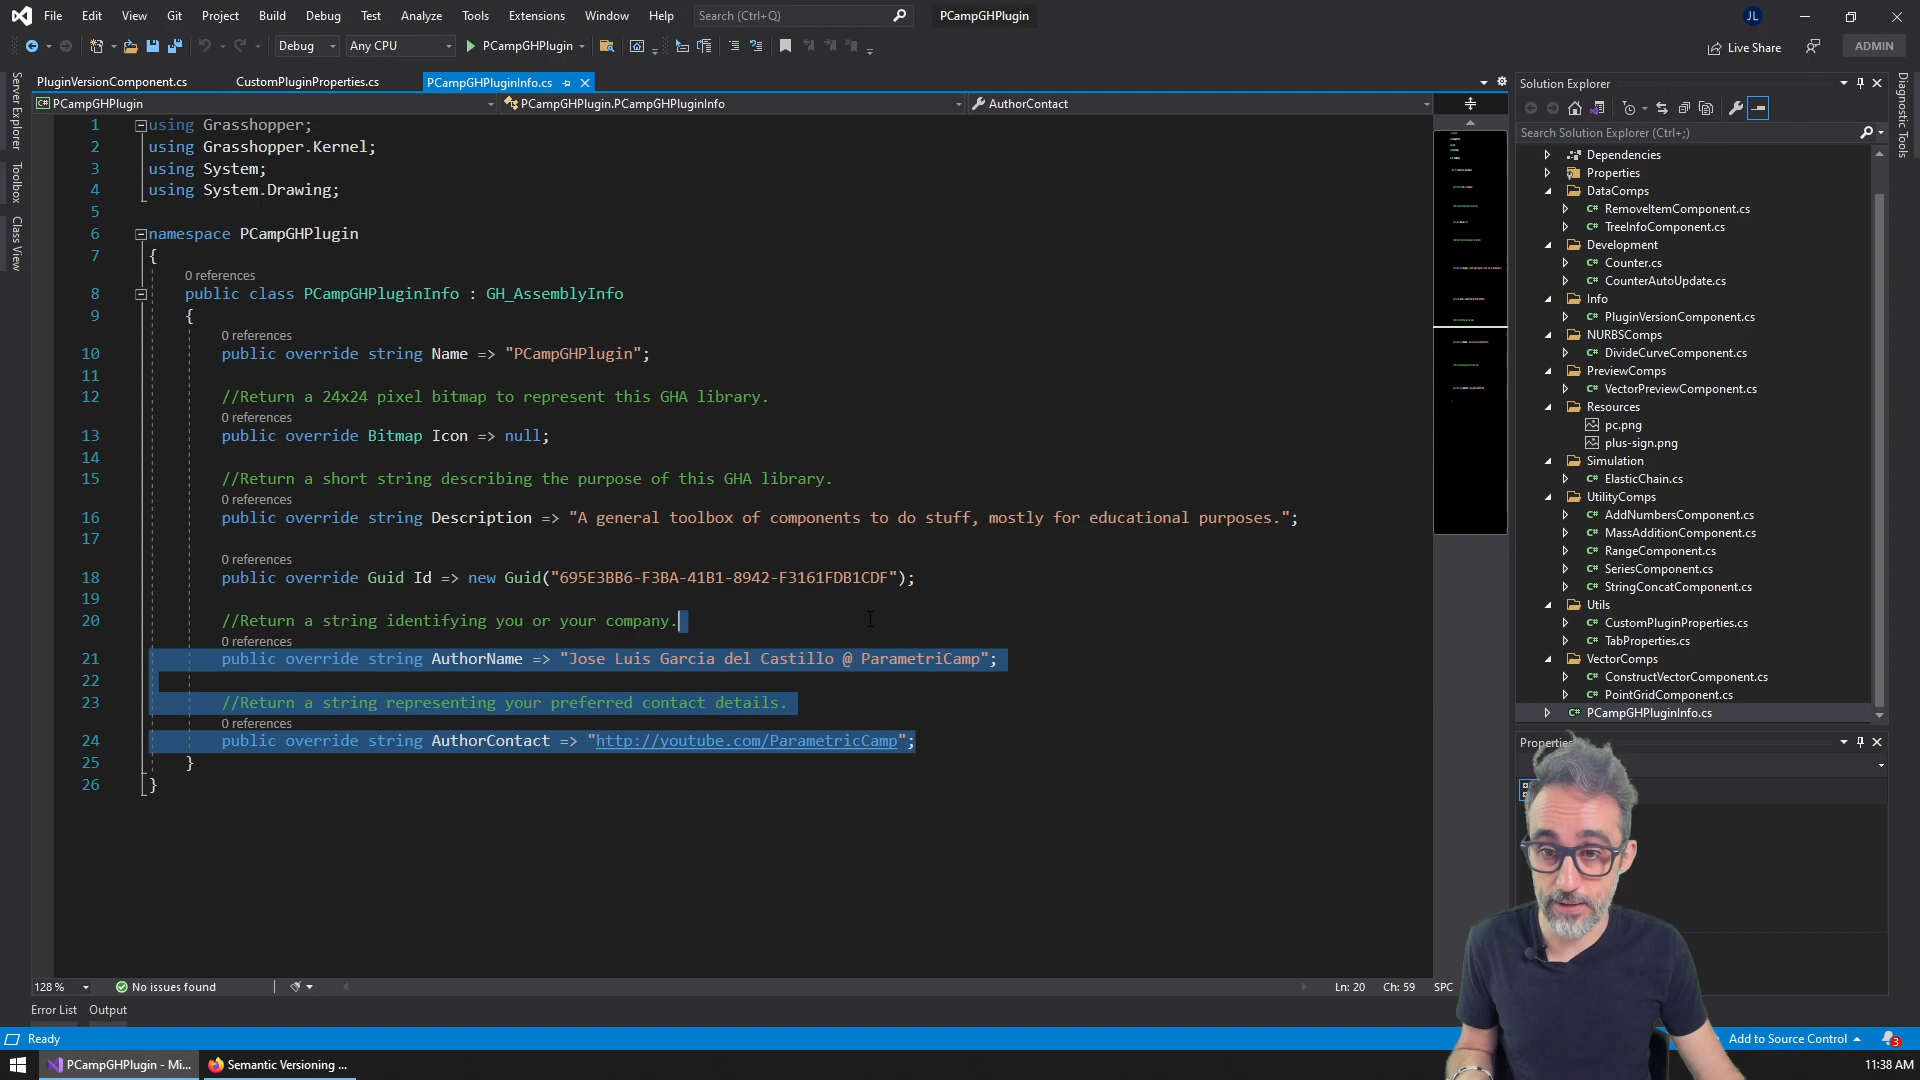 File Edit View Git Project Build Debug Test Analyze Tools Extensions Window Help Search (Ctrl+Q) PCampGHPlugin JL
Debug Any CPU PCampGHPlugin Live Share ADMIN
PluginVersionComponent.cs CustomPluginProperties.cs PCampGHPluginInfo.cs
PCampGHPlugin PCampGHPlugin.PCampGHPluginInfo AuthorContact
Server Explorer
Toolbox
Class View
1 using Grasshopper;
2 using Grasshopper.Kernel;
3 using System;
4 using System.Drawing;
5
6 namespace PCampGHPlugin
7 {
0 references
8 public class PCampGHPluginInfo : GH_AssemblyInfo
9 {
0 references
10 public override string Name => "PCampGHPlugin";
11
12 //Return a 24x24 pixel bitmap to represent this GHA library.
0 references
13 public override Bitmap Icon => null;
14
15 //Return a short string describing the purpose of this GHA library.
0 references
16 public override string Description => "A general toolbox of components to do stuff, mostly for educational purposes.";
17
0 references
18 public override Guid Id => new Guid("695E3BB6-F3BA-41B1-8942-F3161FDB1CDF");
19
20 //Return a string identifying you or your company.
0 references
21 public override string AuthorName => "Jose Luis Garcia del Castillo @ ParametriCamp";
22
23 //Return a string representing your preferred contact details.
0 references
24 public override string AuthorContact => "http://youtube.com/ParametricCamp";
25 }
26 }
128 % No issues found Ln: 20 Ch: 59 SPC
Error List Output
Ready
Solution Explorer
Search Solution Explorer (Ctrl+;)
Dependencies
Properties
DataComps
C# RemoveItemComponent.cs
C# TreeInfoComponent.cs
Development
C# Counter.cs
C# CounterAutoUpdate.cs
Info
C# PluginVersionComponent.cs
NURBSComps
C# DivideCurveComponent.cs
PreviewComps
C# VectorPreviewComponent.cs
Resources
pc.png
plus-sign.png
Simulation
C# ElasticChain.cs
UtilityComps
C# AddNumbersComponent.cs
C# MassAdditionComponent.cs
C# RangeComponent.cs
C# SeriesComponent.cs
C# StringConcatComponent.cs
Utils
C# CustomPluginProperties.cs
C# TabProperties.cs
VectorComps
C# ConstructVectorComponent.cs
C# PointGridComponent.cs
C# PCampGHPluginInfo.cs
Properties
Diagnostic Tools
Add to Source Control 3
PCampGHPlugin - Mi... Semantic Versioning ... 11:38 AM